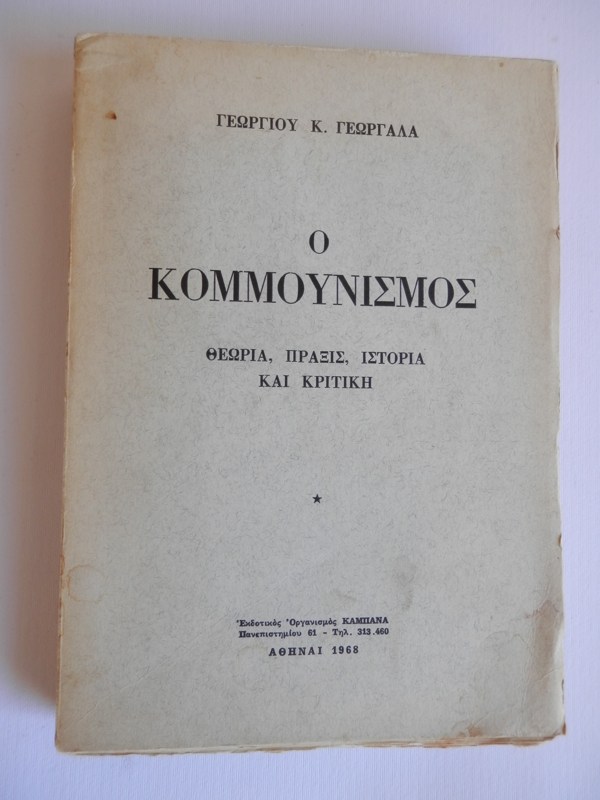 ΓΕΩΡΓΙΟΥ Κ. ΓΕΩΡΓΑΛΑ
Ο
ΚΟΜΜΟΥΝΙΣΜΟΣ
ΘΕΩΡΙΑ, ΠΡΑΞΙΣ, ΙΣΤΟΡΙΑ
ΚΑΙ ΚΡΙΤΙΚΗ
★
Ἐκδοτικὸς Ὀργανισμὸς ΚΑΜΠΑΝΑ
Πανεπιστημίου 61 - Τηλ. 313.460
ΑΘΗΝΑΙ 1968